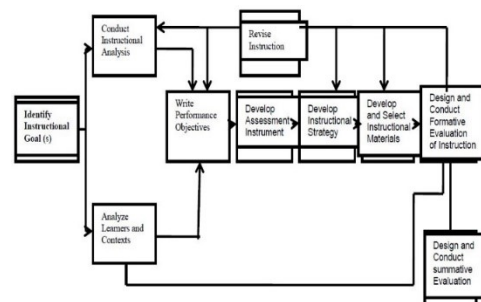 Conduct
Instructional
Analysis
Revise
Instruction
Identify
Instructional
Goal (s)
Write
Performance
Objectives
Develop
Assessment
Instrument
Develop
Instructional
Strategy
Develop
and Select
Instructional
Materials
Design and
Conduct
Formative
Evaluation
of Instruction
Analyze
Learners and
Contexts
Design and
Conduct
summative
Evaluation